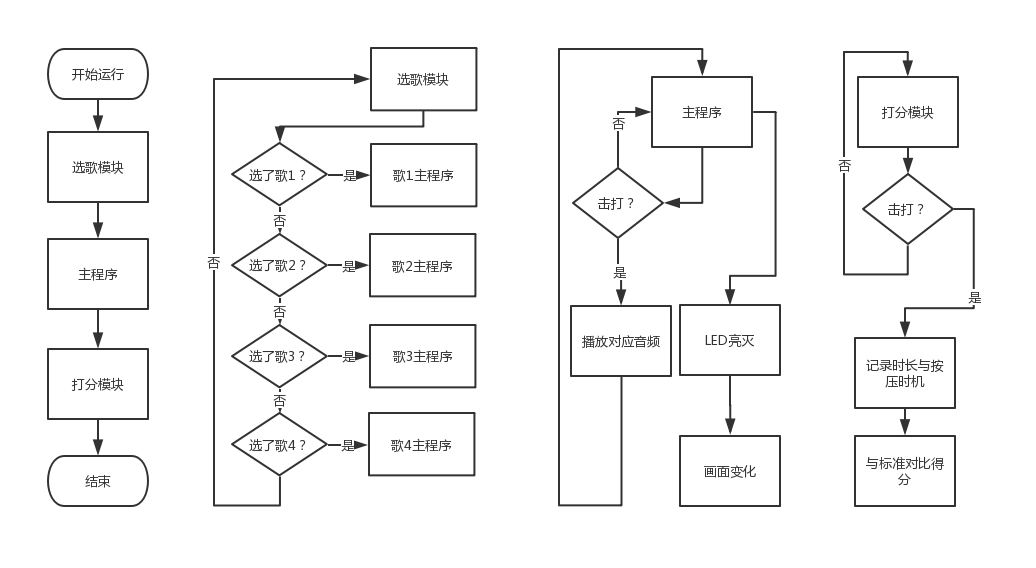 开始运行
选歌模块
主程序
打分模块
结束
选歌模块
选了歌1？
是
歌1主程序
否
选了歌2？
是
歌2主程序
否
否
选了歌3？
是
歌3主程序
否
选了歌4？
是
歌4主程序
主程序
否
击打？
是
播放对应音频
LED亮灭
画面变化
打分模块
否
击打？
是
记录时长与按
压时机
与标准对比得
分